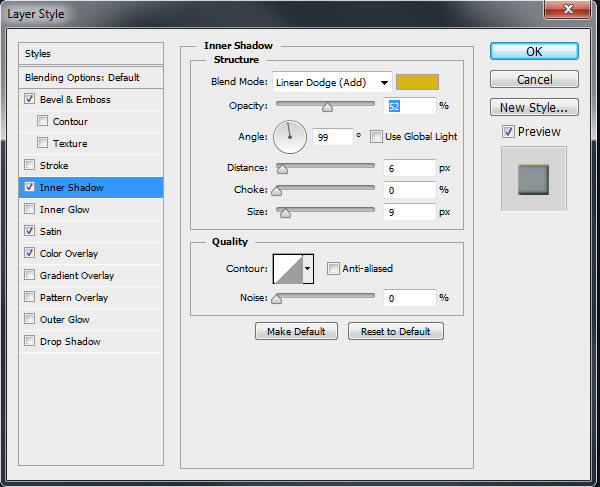 Layer Style
Styles
Blending Options: Default
Bevel & Emboss
Contour
Texture
Stroke
Inner Shadow
Inner Glow
Satin
Color Overlay
Gradient Overlay
Pattern Overlay
Outer Glow
Drop Shadow
Inner Shadow
Structure
Blend Mode: Linear Dodge (Add)
Opacity: 52 %
Angle: 99 ° Use Global Light
Distance: 6 px
Choke: 0 %
Size: 9 px
Quality
Contour: Anti-aliased
Noise: 0 %
Make Default Reset to Default
OK
Cancel
New Style...
Preview